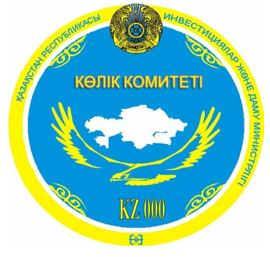 ҚАЗАҚСТАН РЕСПУБЛИКАСЫ ИНВЕСТИЦИЯЛАР ЖӘНЕ ДАМУ МИНИСТРЛІГІ
КӨЛІК КОМИТЕТІ
KZ 000